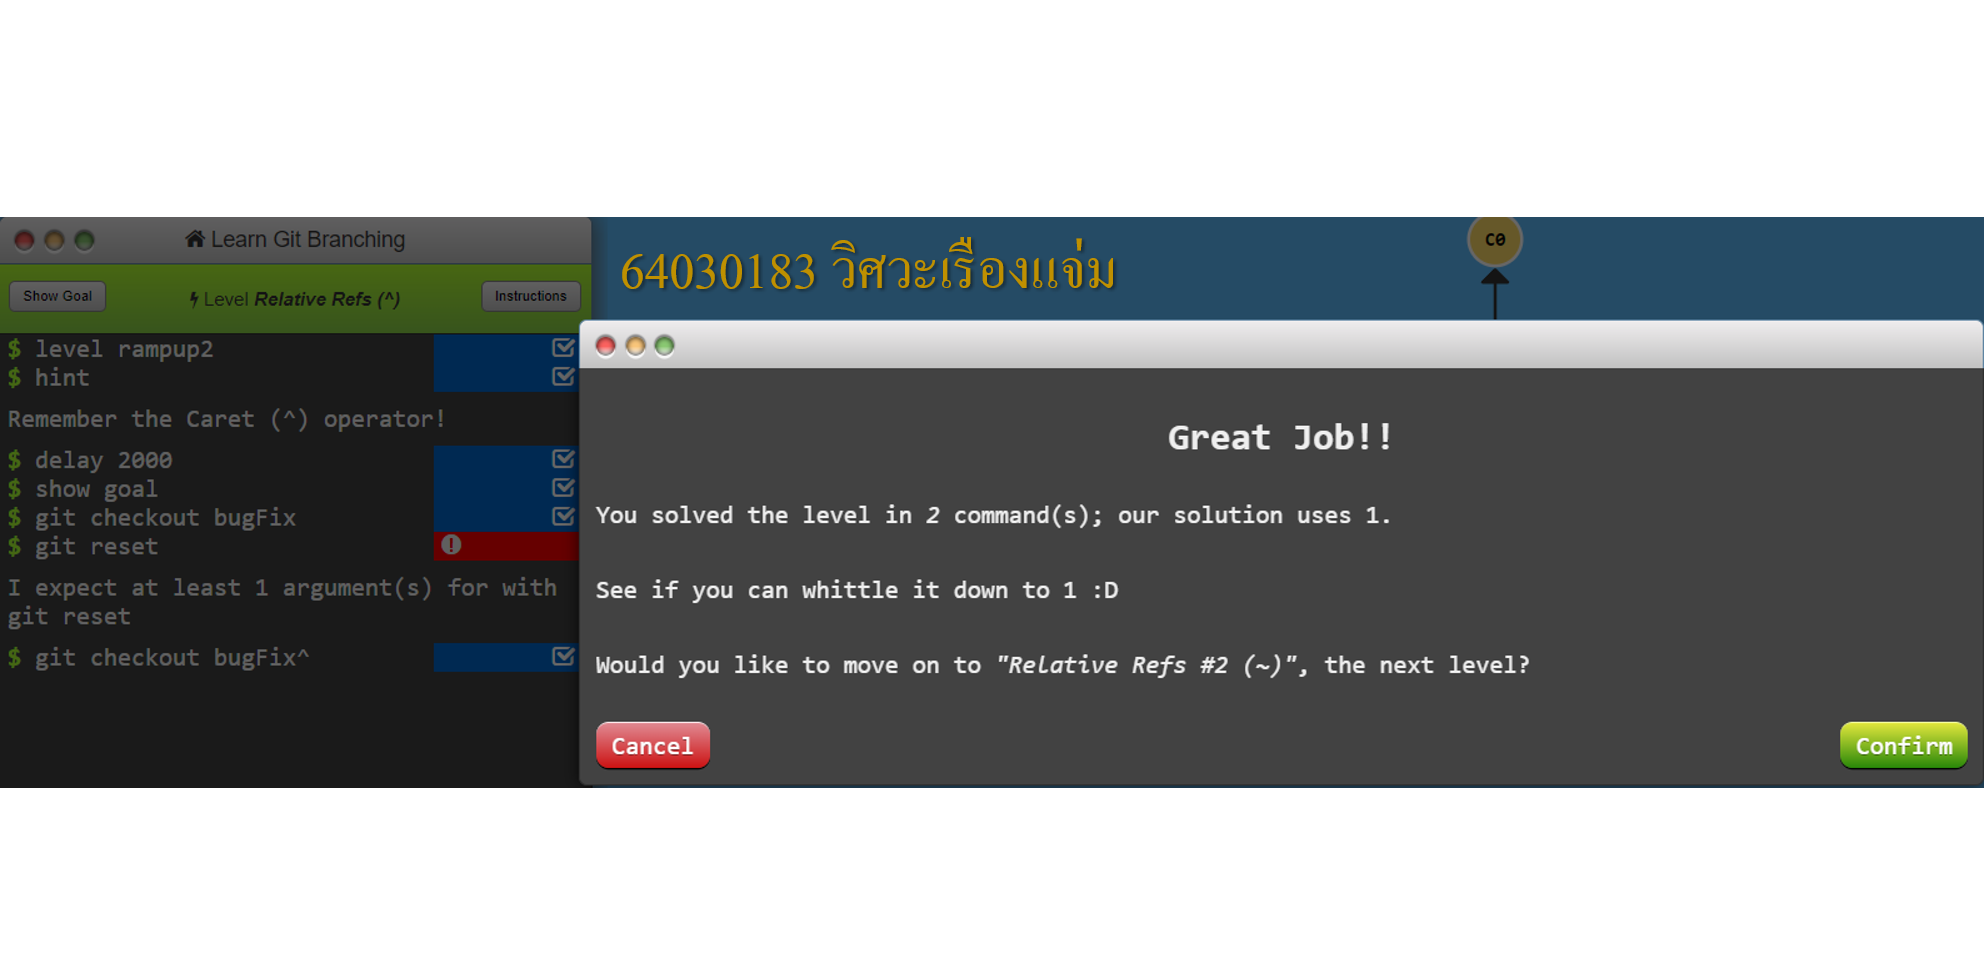 Learn Git Branching
Show Goal
Level Relative Refs (^)
Instructions
$ level rampup2
$ hint
Remember the Caret (^) operator!
$ delay 2000
$ show goal
$ git checkout bugFix
$ git reset
I expect at least 1 argument(s) for with
git reset
$ git checkout bugFix^
64030183 วิศวะเรืองแจ่ม
C0
Great Job!!
You solved the level in 2 command(s); our solution uses 1.
See if you can whittle it down to 1 :D
Would you like to move on to "Relative Refs #2 (~)", the next level?
Cancel
Confirm